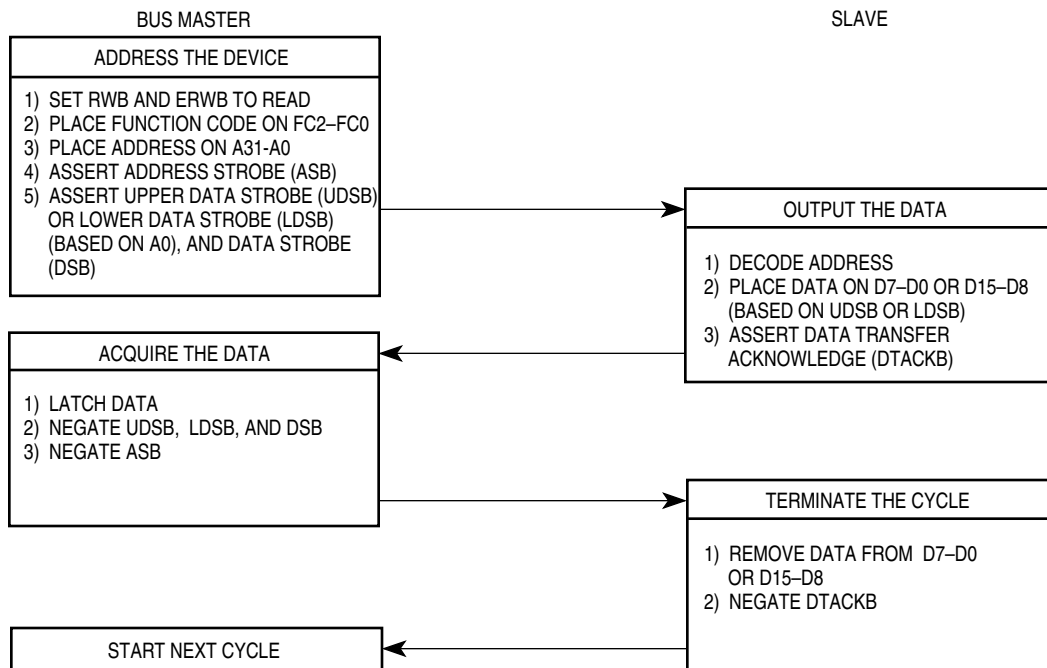 BUS MASTER
SLAVE
ADDRESS THE DEVICE
1) SET RWB AND ERWB TO READ
2) PLACE FUNCTION CODE ON FC2–FC0
3) PLACE ADDRESS ON A31-A0
4) ASSERT ADDRESS STROBE (ASB)
5) ASSERT UPPER DATA STROBE (UDSB)
OR LOWER DATA STROBE (LDSB)
(BASED ON A0), AND DATA STROBE
(DSB)
OUTPUT THE DATA
1) DECODE ADDRESS
2) PLACE DATA ON D7–D0 OR D15–D8
(BASED ON UDSB OR LDSB)
3) ASSERT DATA TRANSFER
ACKNOWLEDGE (DTACKB)
ACQUIRE THE DATA
1) LATCH DATA
2) NEGATE UDSB, LDSB, AND DSB
3) NEGATE ASB
TERMINATE THE CYCLE
1) REMOVE DATA FROM D7–D0
OR D15–D8
2) NEGATE DTACKB
START NEXT CYCLE